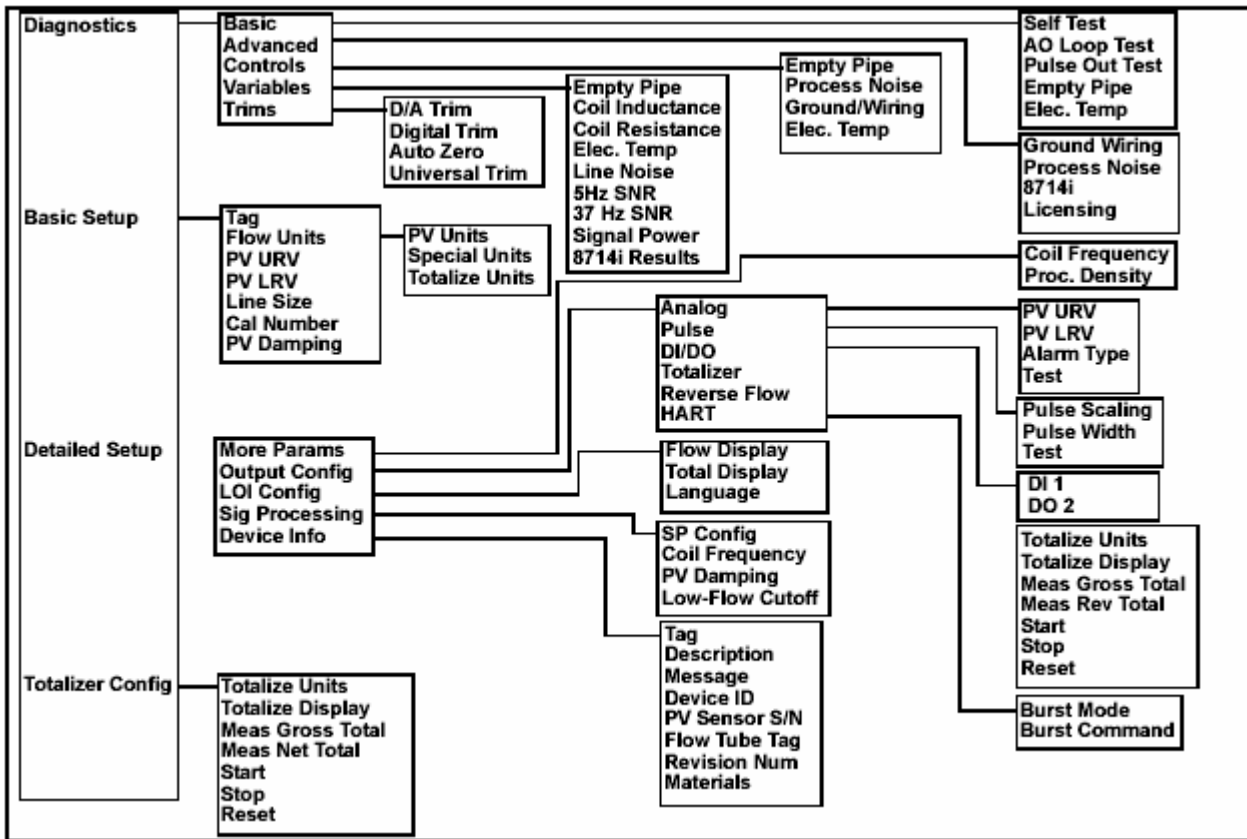 Diagnostics
Basic
Advanced
Controls
Variables
Trims
D/A Trim
Digital Trim
Auto Zero
Universal Trim
Empty Pipe
Coil Inductance
Coil Resistance
Elec. Temp
Line Noise
5Hz SNR
37 Hz SNR
Signal Power
8714i Results
Empty Pipe
Process Noise
Ground/Wiring
Elec. Temp
Self Test
AO Loop Test
Pulse Out Test
Empty Pipe
Elec. Temp
Ground Wiring
Process Noise
8714i
Licensing
Basic Setup
Tag
Flow Units
PV URV
PV LRV
Line Size
Cal Number
PV Damping
PV Units
Special Units
Totalize Units
Detailed Setup
More Params
Output Config
LOI Config
Sig Processing
Device Info
Coil Frequency
Proc. Density
Analog
Pulse
DI/DO
Totalizer
Reverse Flow
HART
PV URV
PV LRV
Alarm Type
Test
Pulse Scaling
Pulse Width
Test
DI 1
DO 2
Totalize Units
Totalize Display
Meas Gross Total
Meas Rev Total
Start
Stop
Reset
Burst Mode
Burst Command
Flow Display
Total Display
Language
SP Config
Coil Frequency
PV Damping
Low-Flow Cutoff
Tag
Description
Message
Device ID
PV Sensor S/N
Flow Tube Tag
Revision Num
Materials
Totalizer Config
Totalize Units
Totalize Display
Meas Gross Total
Meas Net Total
Start
Stop
Reset